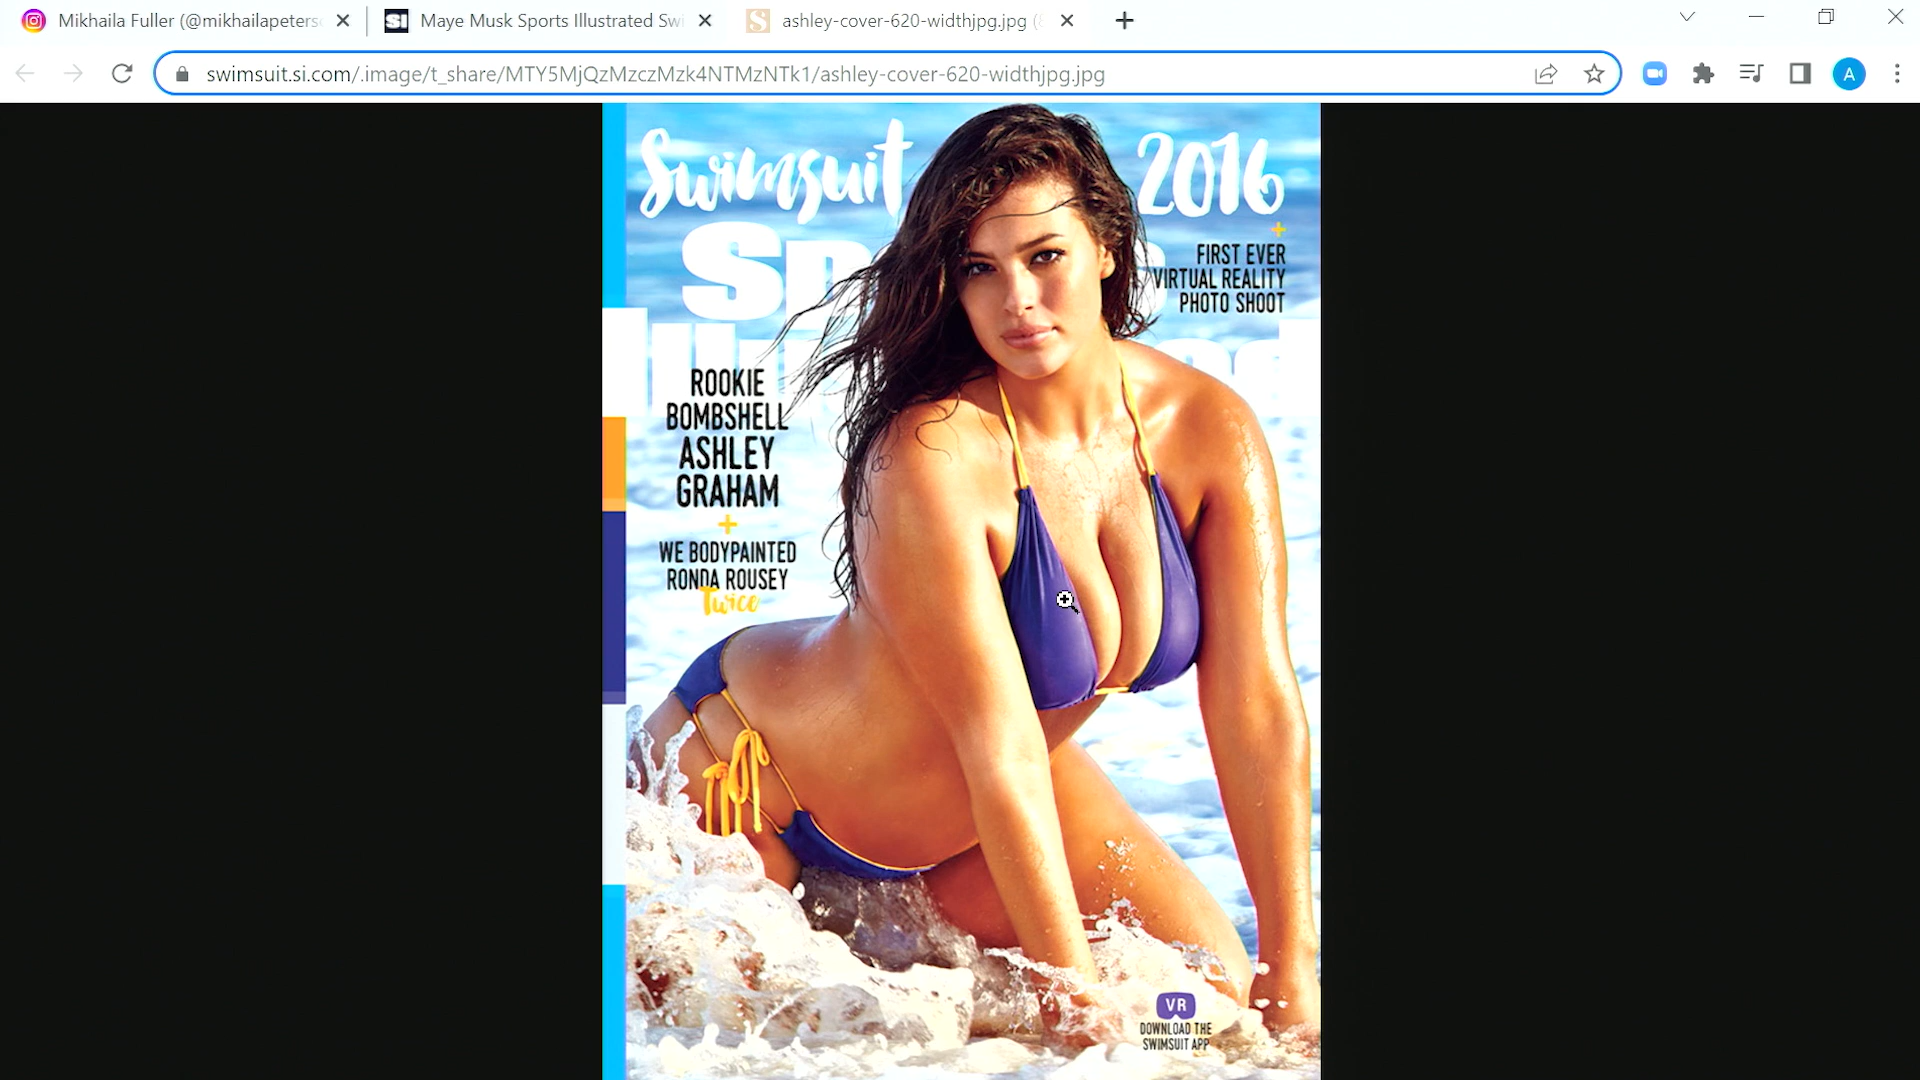 Mikhaila Fuller (@mikhailapeterso
Maye Musk Sports Illustrated Swi
ashley-cover-620-widthjpg.jpg (
swimsuit.si.com/.image/t_share/MTY5MjQzMzczMzk4NTMzNTk1/ashley-cover-620-widthjpg.jpg
A
Swimsuit 2016
+
FIRST EVER
VIRTUAL REALITY
PHOTO SHOOT
ROOKIE
BOMBSHELL
ASHLEY
GRAHAM
+
WE BODYPAINTED
RONDA ROUSEY
Twice
VR
DOWNLOAD THE
SWIMSUIT APP